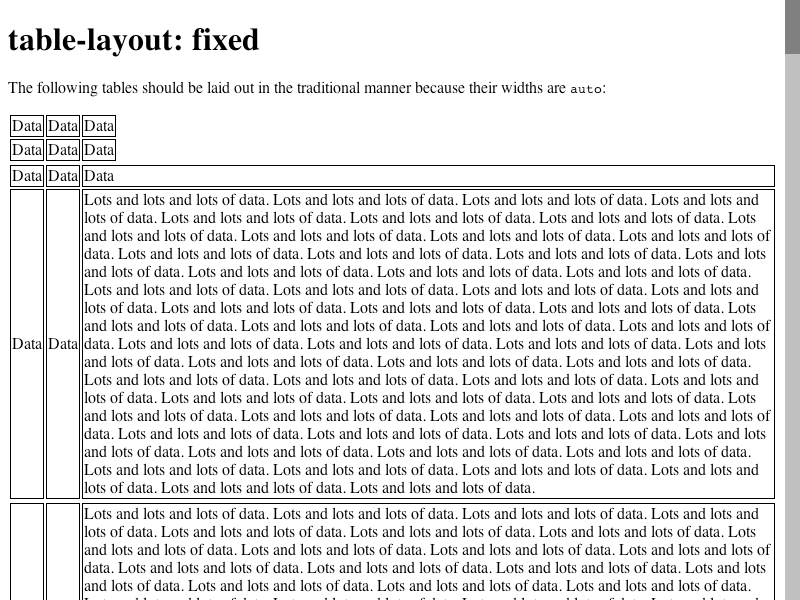 table-layout: fixed
The following tables should be laid out in the traditional manner because their widths are auto:
Data Data Data
Data Data Data
Data Data Data
Lots and lots and lots of data. Lots and lots and lots of data. Lots and lots and lots of data. Lots and lots and
lots of data. Lots and lots and lots of data. Lots and lots and lots of data. Lots and lots and lots of data. Lots
and lots and lots of data. Lots and lots and lots of data. Lots and lots and lots of data. Lots and lots and lots of
data. Lots and lots and lots of data. Lots and lots and lots of data. Lots and lots and lots of data. Lots and lots
and lots of data. Lots and lots and lots of data. Lots and lots and lots of data. Lots and lots and lots of data.
Lots and lots and lots of data. Lots and lots and lots of data. Lots and lots and lots of data. Lots and lots and
lots of data. Lots and lots and lots of data. Lots and lots and lots of data. Lots and lots and lots of data. Lots
and lots and lots of data. Lots and lots and lots of data. Lots and lots and lots of data. Lots and lots and lots of
Data Data data. Lots and lots and lots of data. Lots and lots and lots of data. Lots and lots and lots of data. Lots and lots
and lots of data. Lots and lots and lots of data. Lots and lots and lots of data. Lots and lots and lots of data.
Lots and lots and lots of data. Lots and lots and lots of data. Lots and lots and lots of data. Lots and lots and
lots of data. Lots and lots and lots of data. Lots and lots and lots of data. Lots and lots and lots of data. Lots
and lots and lots of data. Lots and lots and lots of data. Lots and lots and lots of data. Lots and lots and lots of
data. Lots and lots and lots of data. Lots and lots and lots of data. Lots and lots and lots of data. Lots and lots
and lots of data. Lots and lots and lots of data. Lots and lots and lots of data. Lots and lots and lots of data.
Lots and lots and lots of data. Lots and lots and lots of data. Lots and lots and lots of data. Lots and lots and
lots of data. Lots and lots and lots of data. Lots and lots and lots of data.
Lots and lots and lots of data. Lots and lots and lots of data. Lots and lots and lots of data. Lots and lots and
lots of data. Lots and lots and lots of data. Lots and lots and lots of data. Lots and lots and lots of data. Lots
and lots and lots of data. Lots and lots and lots of data. Lots and lots and lots of data. Lots and lots and lots of
data. Lots and lots and lots of data. Lots and lots and lots of data. Lots and lots and lots of data. Lots and lots
and lots of data. Lots and lots and lots of data. Lots and lots and lots of data. Lots and lots and lots of data.